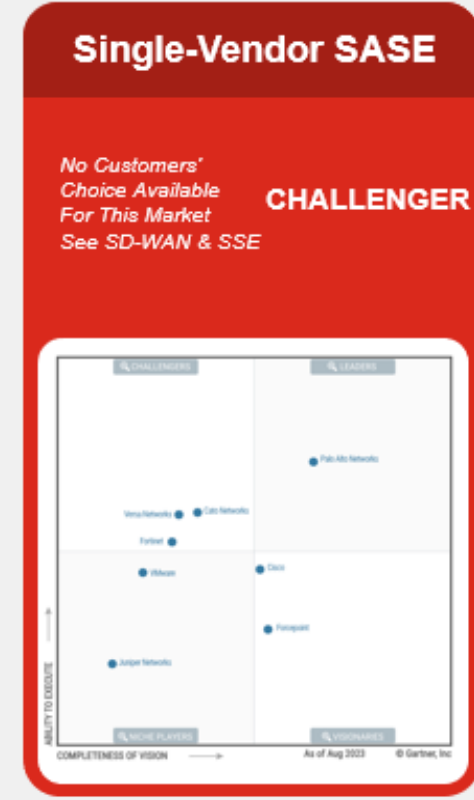 Single-Vendor SASE
No Customers'
Choice Available
For This Market
See SD-WAN & SSE
CHALLENGER
CHALLENGERS
LEADERS
Palo Alto Networks
Versa Networks
Cato Networks
Fortinet
VMware
Cisco
Forcepoint
Juniper Networks
NICHE PLAYERS
VISIONARIES
ABILITY TO EXECUTE
COMPLETENESS OF VISION
As of Aug 2023
© Gartner, Inc